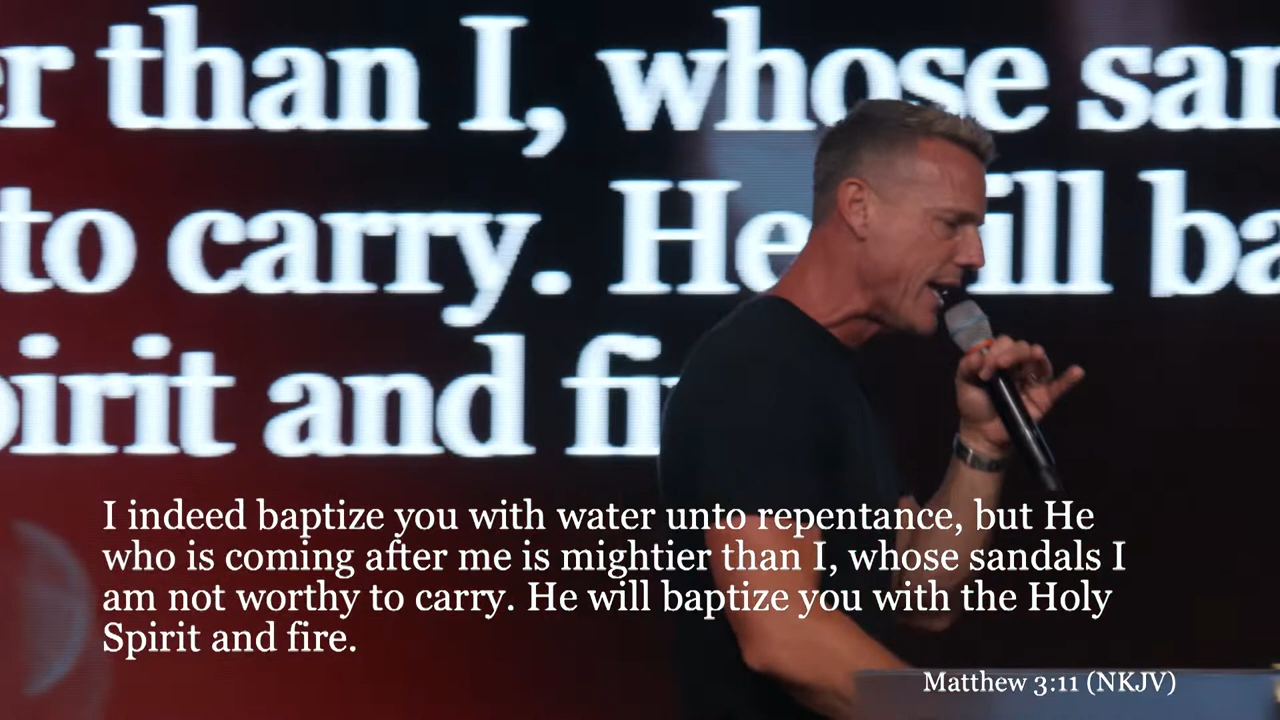 er than I, whose san
to carry. He ill ba
pirit and fi
I indeed baptize you with water unto repentance, but He
who is coming after me is mightier than I, whose sandals I
am not worthy to carry. He will baptize you with the Holy
Spirit and fire.
Matthew 3:11 (NKJV)